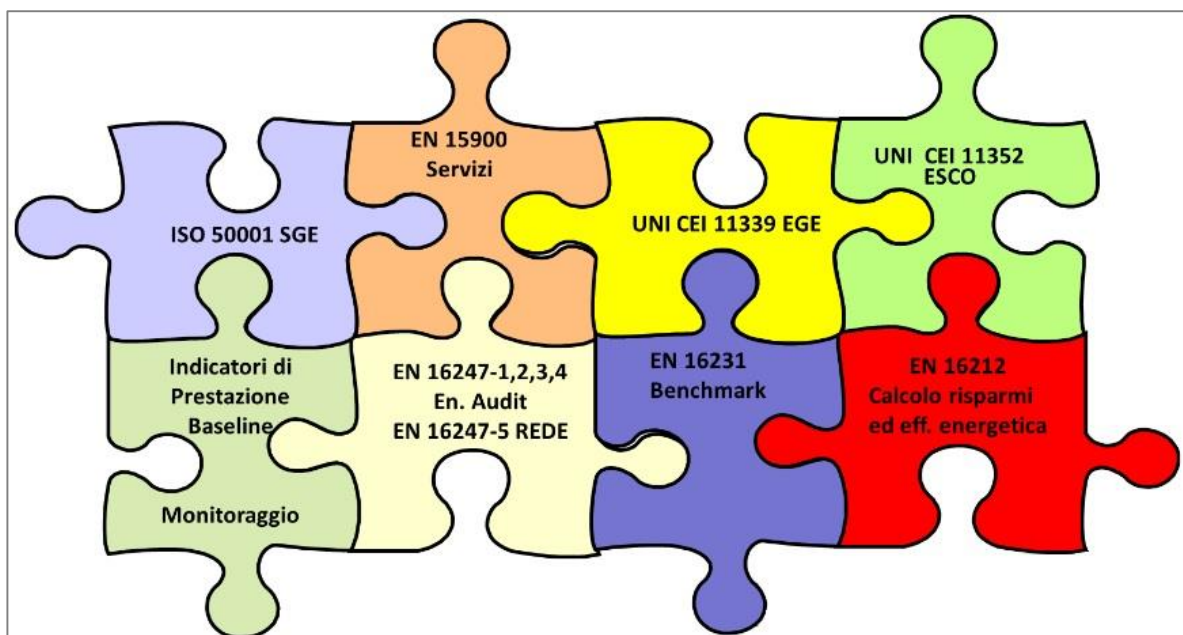 ISO 50001 SGE
EN 15900
Servizi
UNI CEI 11339 EGE
UNI CEI 11352
ESCO
Indicatori di
Prestazione
Baseline
Monitoraggio
EN 16247-1,2,3,4
En. Audit
EN 16247-5 REDE
EN 16231
Benchmark
EN 16212
Calcolo risparmi
ed eff. energetica